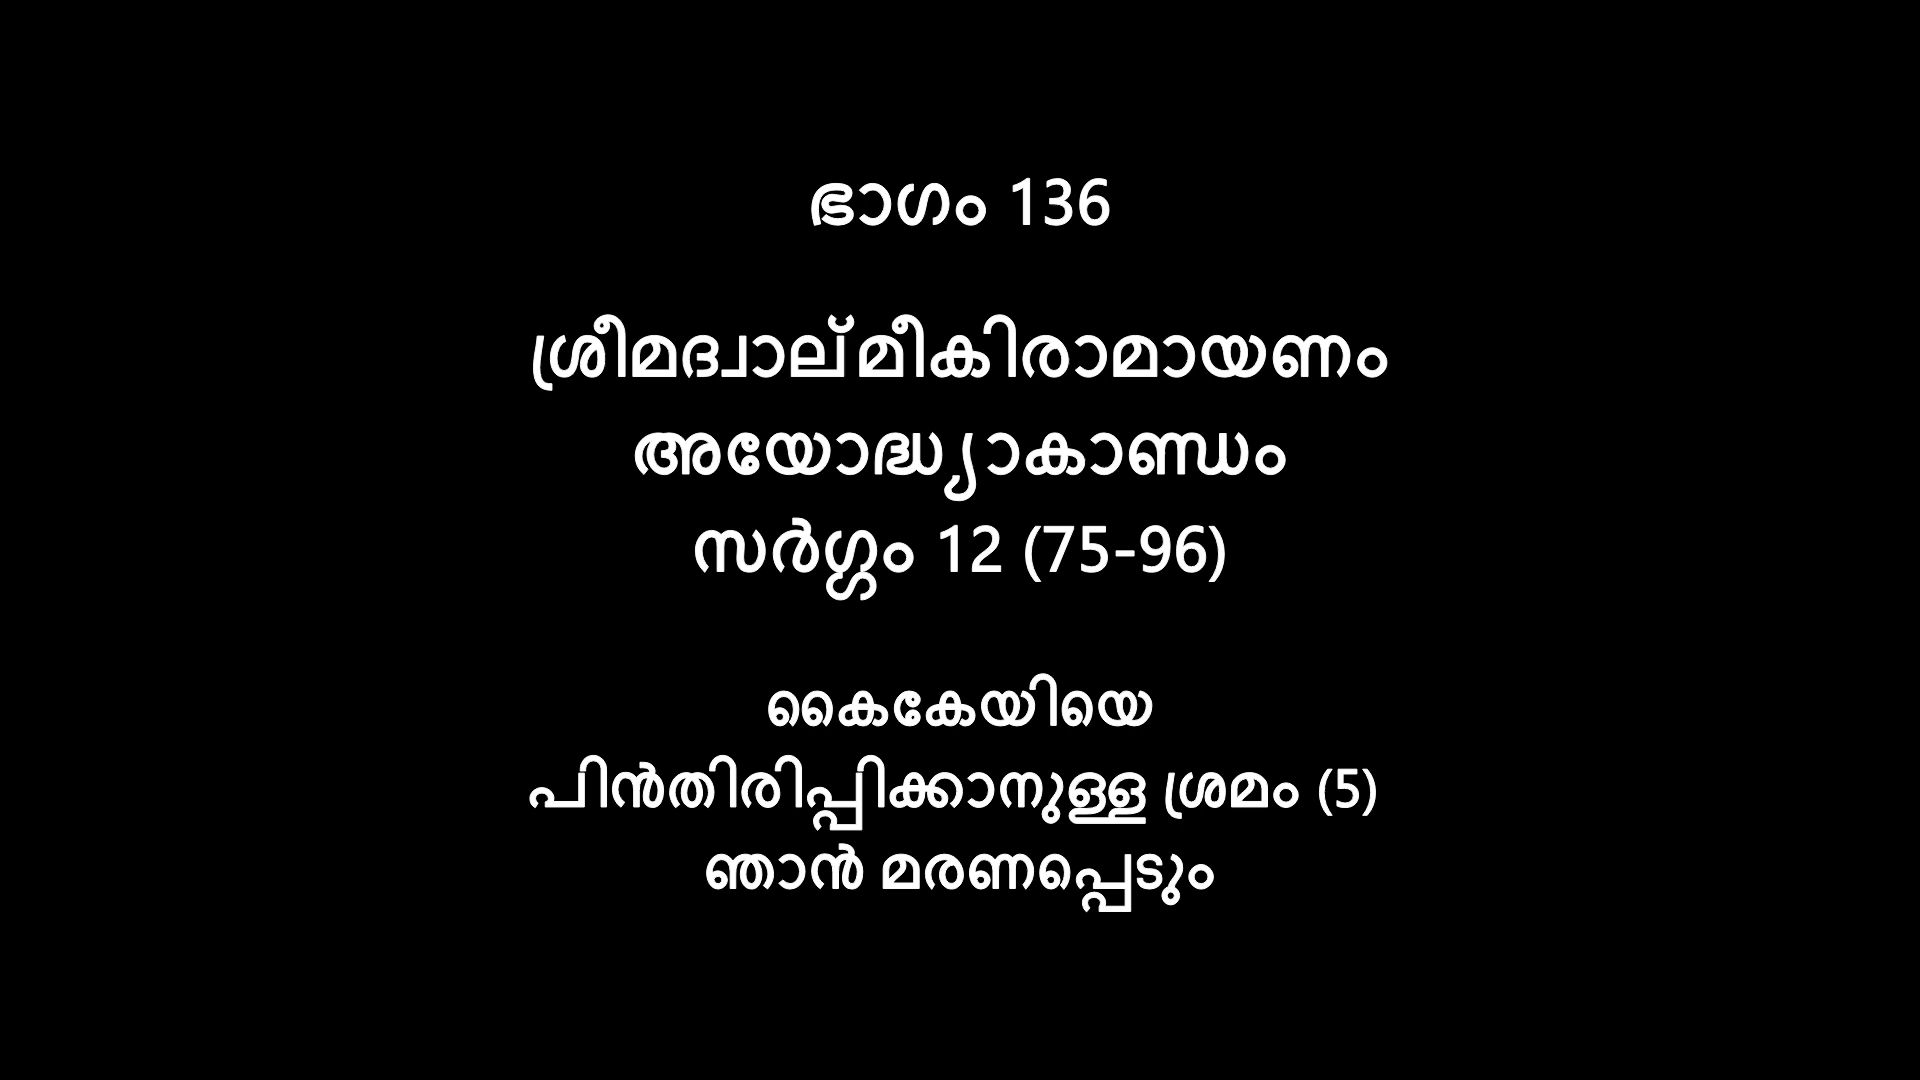 ഭാഗം 136
ശ്രീമദ്വാല്മീകിരാമായണം
അയോദ്ധ്യാകാണ്ഡം
സർഗ്ഗം 12 (75-96)
കൈകേയിയെ
പിൻതിരിപ്പിക്കാനുള്ള ശ്രമം (5)
ഞാൻ മരണപ്പെടും